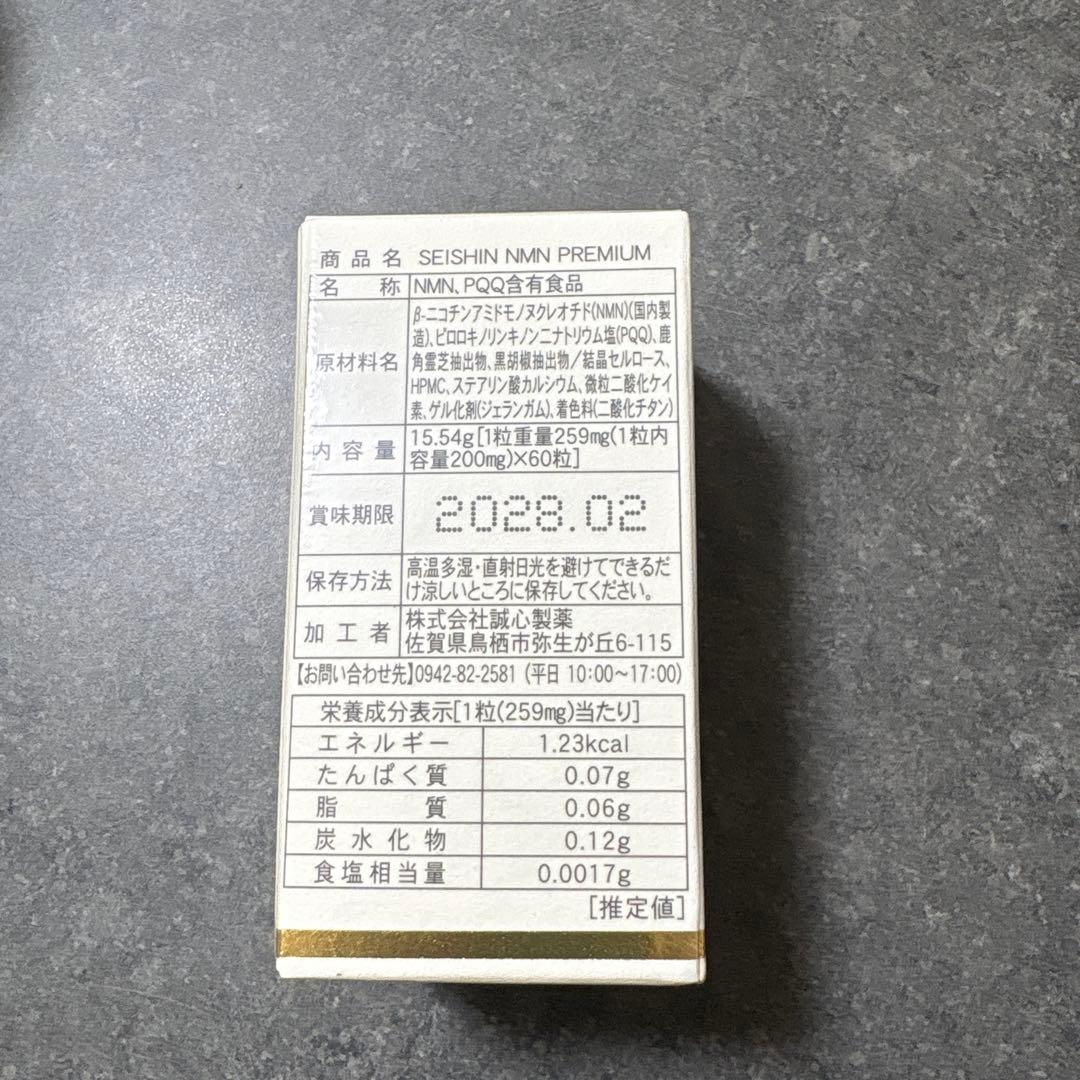 商品名 SEISHIN NMN PREMIUM
名称 NMN、PQQ含有食品
原材料名 β-ニコチンアミドモノヌクレオチド(NMN)(国内製
造)、ピロロキノリンキノン二ナトリウム塩(PQQ)、鹿
角霊芝抽出物、黒胡椒抽出物/結晶セルロース、
HPMC、ステアリン酸カルシウム、微粒二酸化ケイ
素、ゲル化剤(ジェランガム)、着色料(二酸化チタン)
内容量 15.54g[1粒重量259mg(1粒内
容量200mg)×60粒]
賞味期限 2028.02
保存方法 高温多湿・直射日光を避けてできるだ
け涼しいところに保存してください。
加工者 株式会社誠心製薬
佐賀県鳥栖市弥生が丘6-115
【お問い合わせ先】0942-82-2581 (平日 10:00〜17:00)
栄養成分表示[1粒(259mg)当たり]
エネルギー 1.23kcal
たんぱく質 0.07g
脂質 0.06g
炭水化物 0.12g
食塩相当量 0.0017g
[推定値]